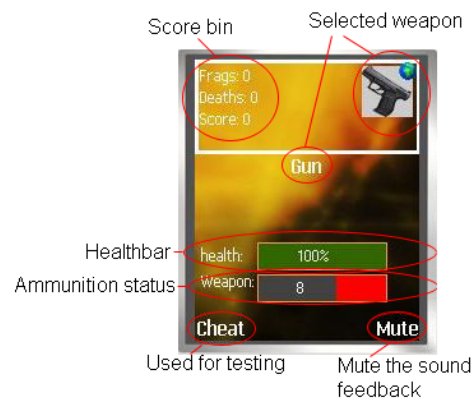 Score bin
Selected weapon
Frags: 0
Deaths: 0
Score: 0
Gun
Healthbar
health:
100%
Ammunition status
Weapon:
8
Cheat
Mute
Used for testing
Mute the sound
feedback